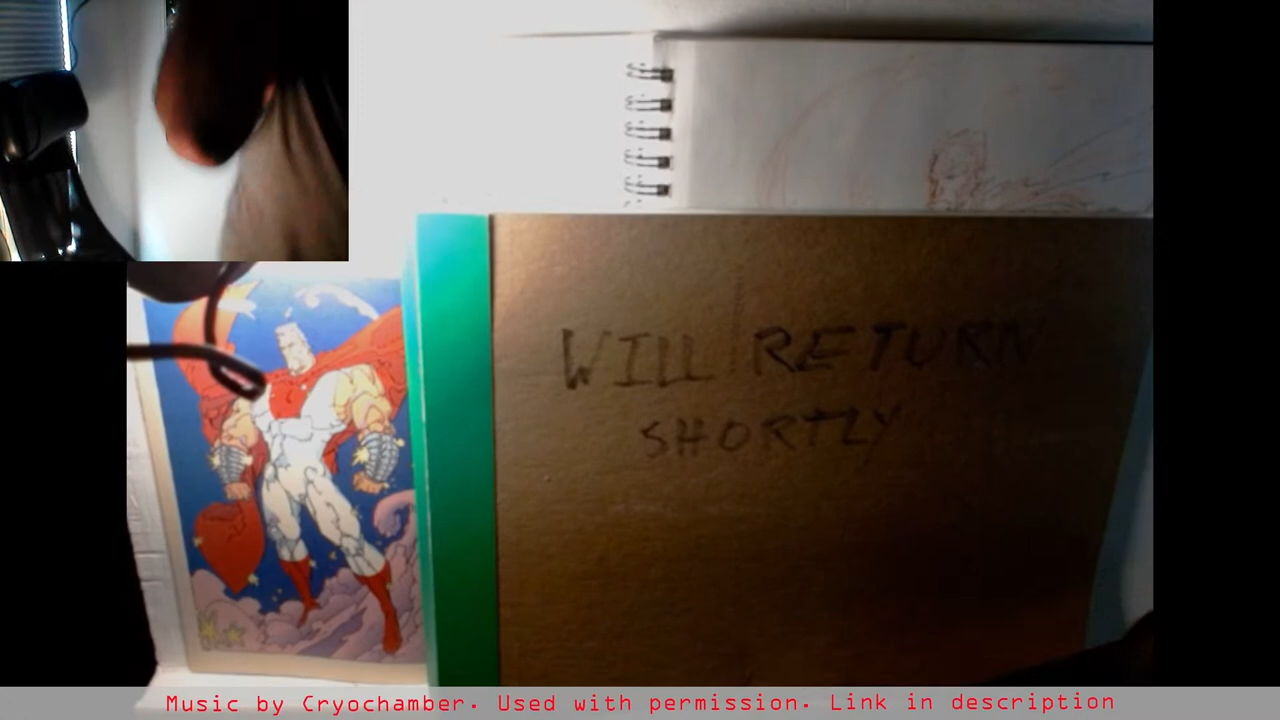 WILL RETURN
SHORTLY
Music by Cryochamber. Used with permission. Link in description